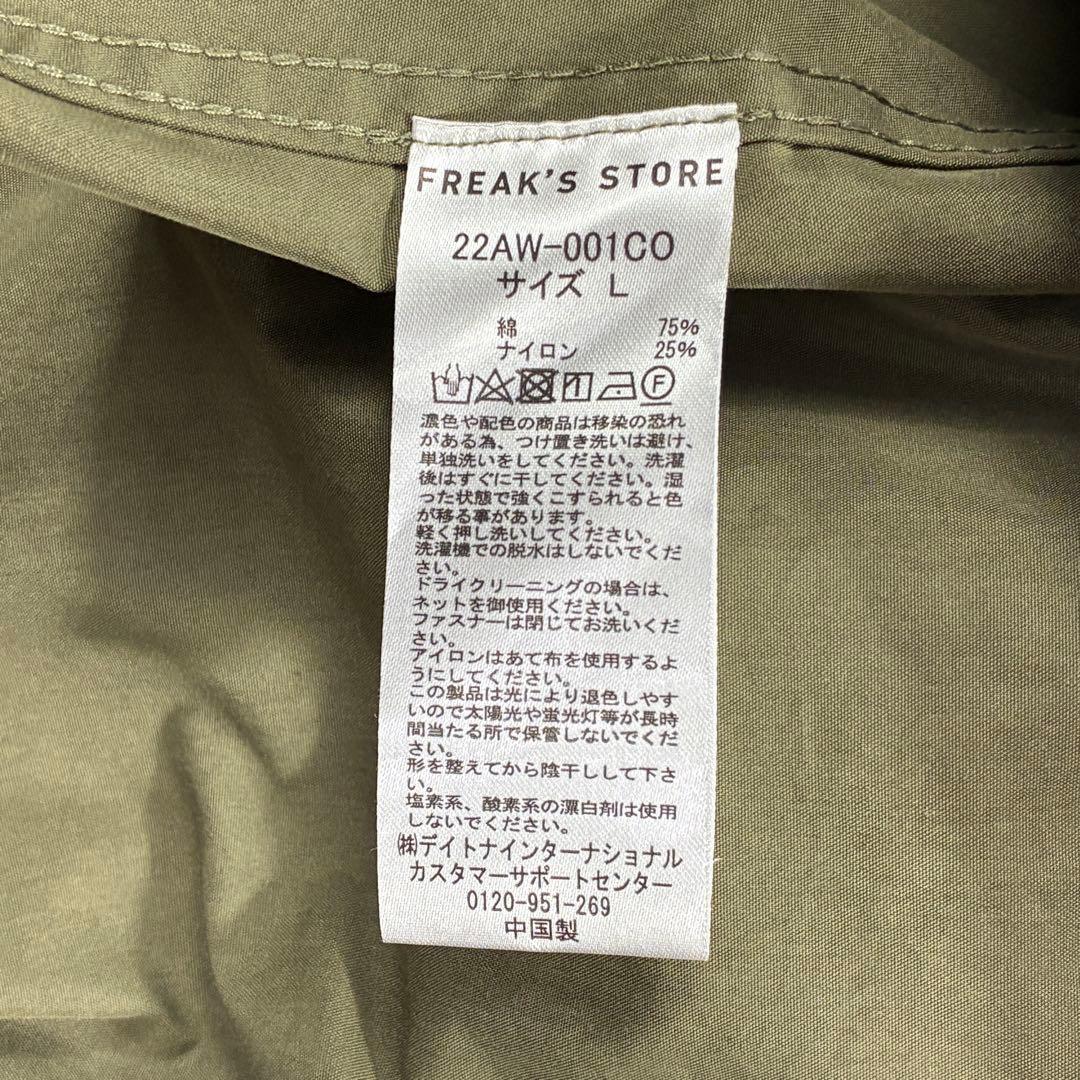 FREAK'S STORE
22AW-001CO
サイズ L
綿 75%
ナイロン 25%
F
濃色や配色の商品は移染の恐れ
がある為、つけ置き洗いは避け、
単独洗いをしてください。洗濯
後はすぐに干してください。湿
った状態で強くこすられると色
が移る事があります。
軽く押し洗いしてください。
洗濯機での脱水はしないでくだ
さい。
ドライクリーニングの場合は、
ネットを御使用ください。
ファスナーは閉じてお洗いくだ
さい。
アイロンはあて布を使用するよ
うにしてください。
この製品は光により退色しやす
いので太陽光や蛍光灯等が長時
間当たる所で保管しないでくだ
さい。
形を整えてから陰干しして下さ
い。
塩素系、酸素系の漂白剤は使用
しないでください。
㈱デイトナインターナショナル
カスタマーサポートセンター
0120-951-269
中国製